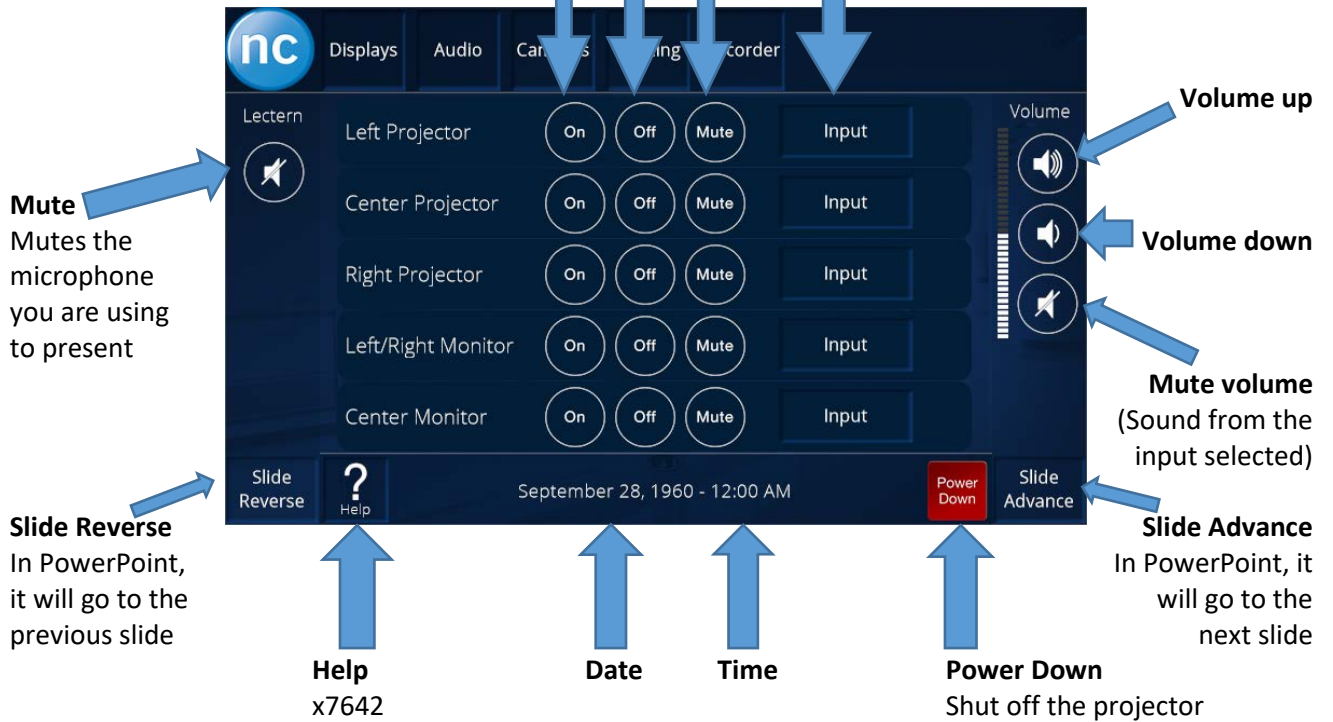 nc
Displays
Audio
Lectern
Volume
Left Projector
On
Off
Mute
Input
Center Projector
On
Off
Mute
Input
Right Projector
On
Off
Mute
Input
Left/Right Monitor
On
Off
Mute
Input
Center Monitor
On
Off
Mute
Input
Slide
Reverse
?
Help
September 28, 1960 - 12:00 AM
Power
Down
Slide
Advance
Mute
Mutes the
microphone
you are using
to present
Volume up
Volume down
Mute volume
(Sound from the
input selected)
Slide Reverse
In PowerPoint,
it will go to the
previous slide
Slide Advance
In PowerPoint, it
will go to the
next slide
Help
x7642
Date
Time
Power Down
Shut off the projector